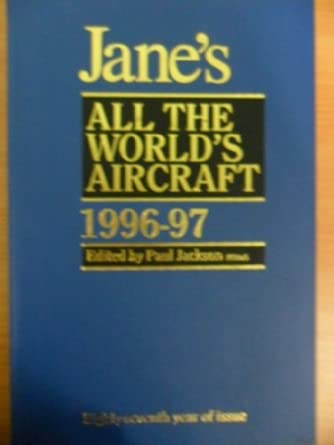 Jane's
ALL THE
WORLD'S
AIRCRAFT
1996-97
Edited by Paul Jackson
Eighty-seventh year of issue